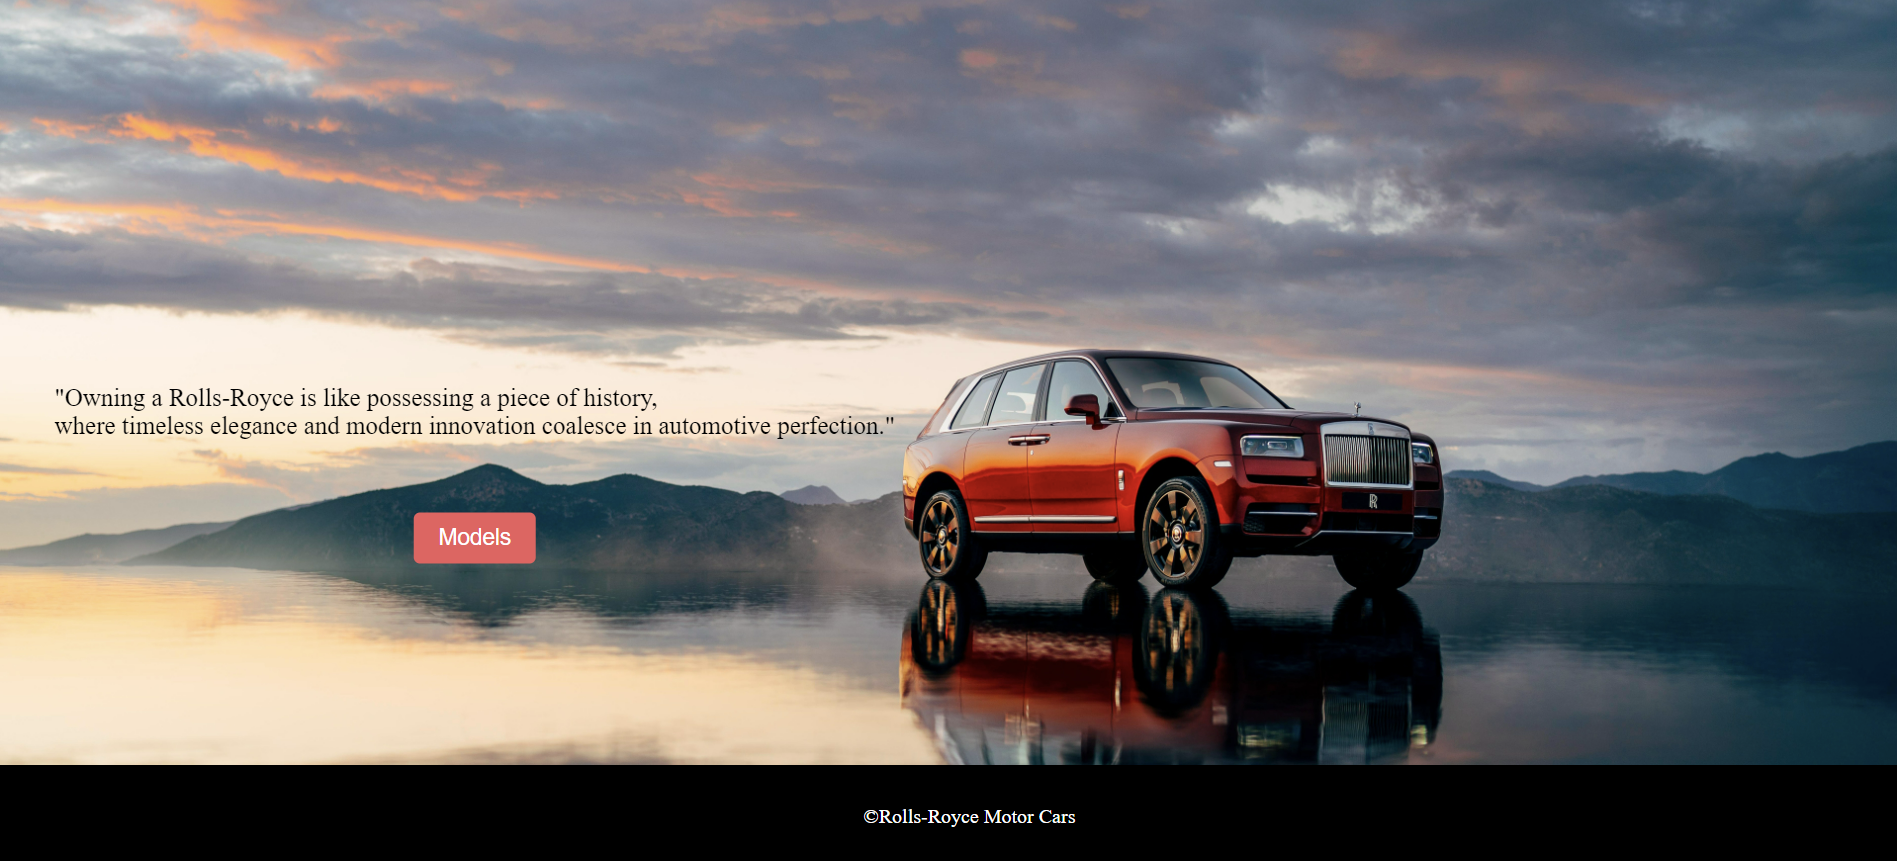 "Owning a Rolls-Royce is like possessing a piece of history,
where timeless elegance and modern innovation coalesce in automotive perfection."
Models
©Rolls-Royce Motor Cars